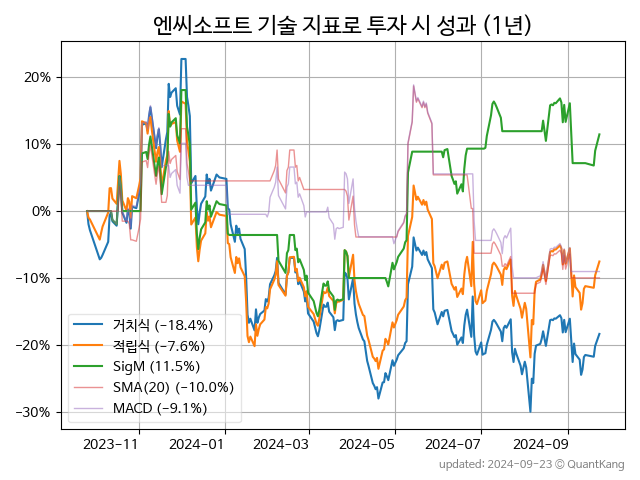 엔씨소프트 기술 지표로 투자 시 성과 (1년)
20%
10%
0%
−10%
−20%
−30%
거치식 (−18.4%)
적립식 (−7.6%)
SigM (11.5%)
SMA(20) (−10.0%)
MACD (−9.1%)
2023−11
2024−01
2024−03
2024−05
2024−07
2024−09
updated: 2024-09-23 © QuantKang